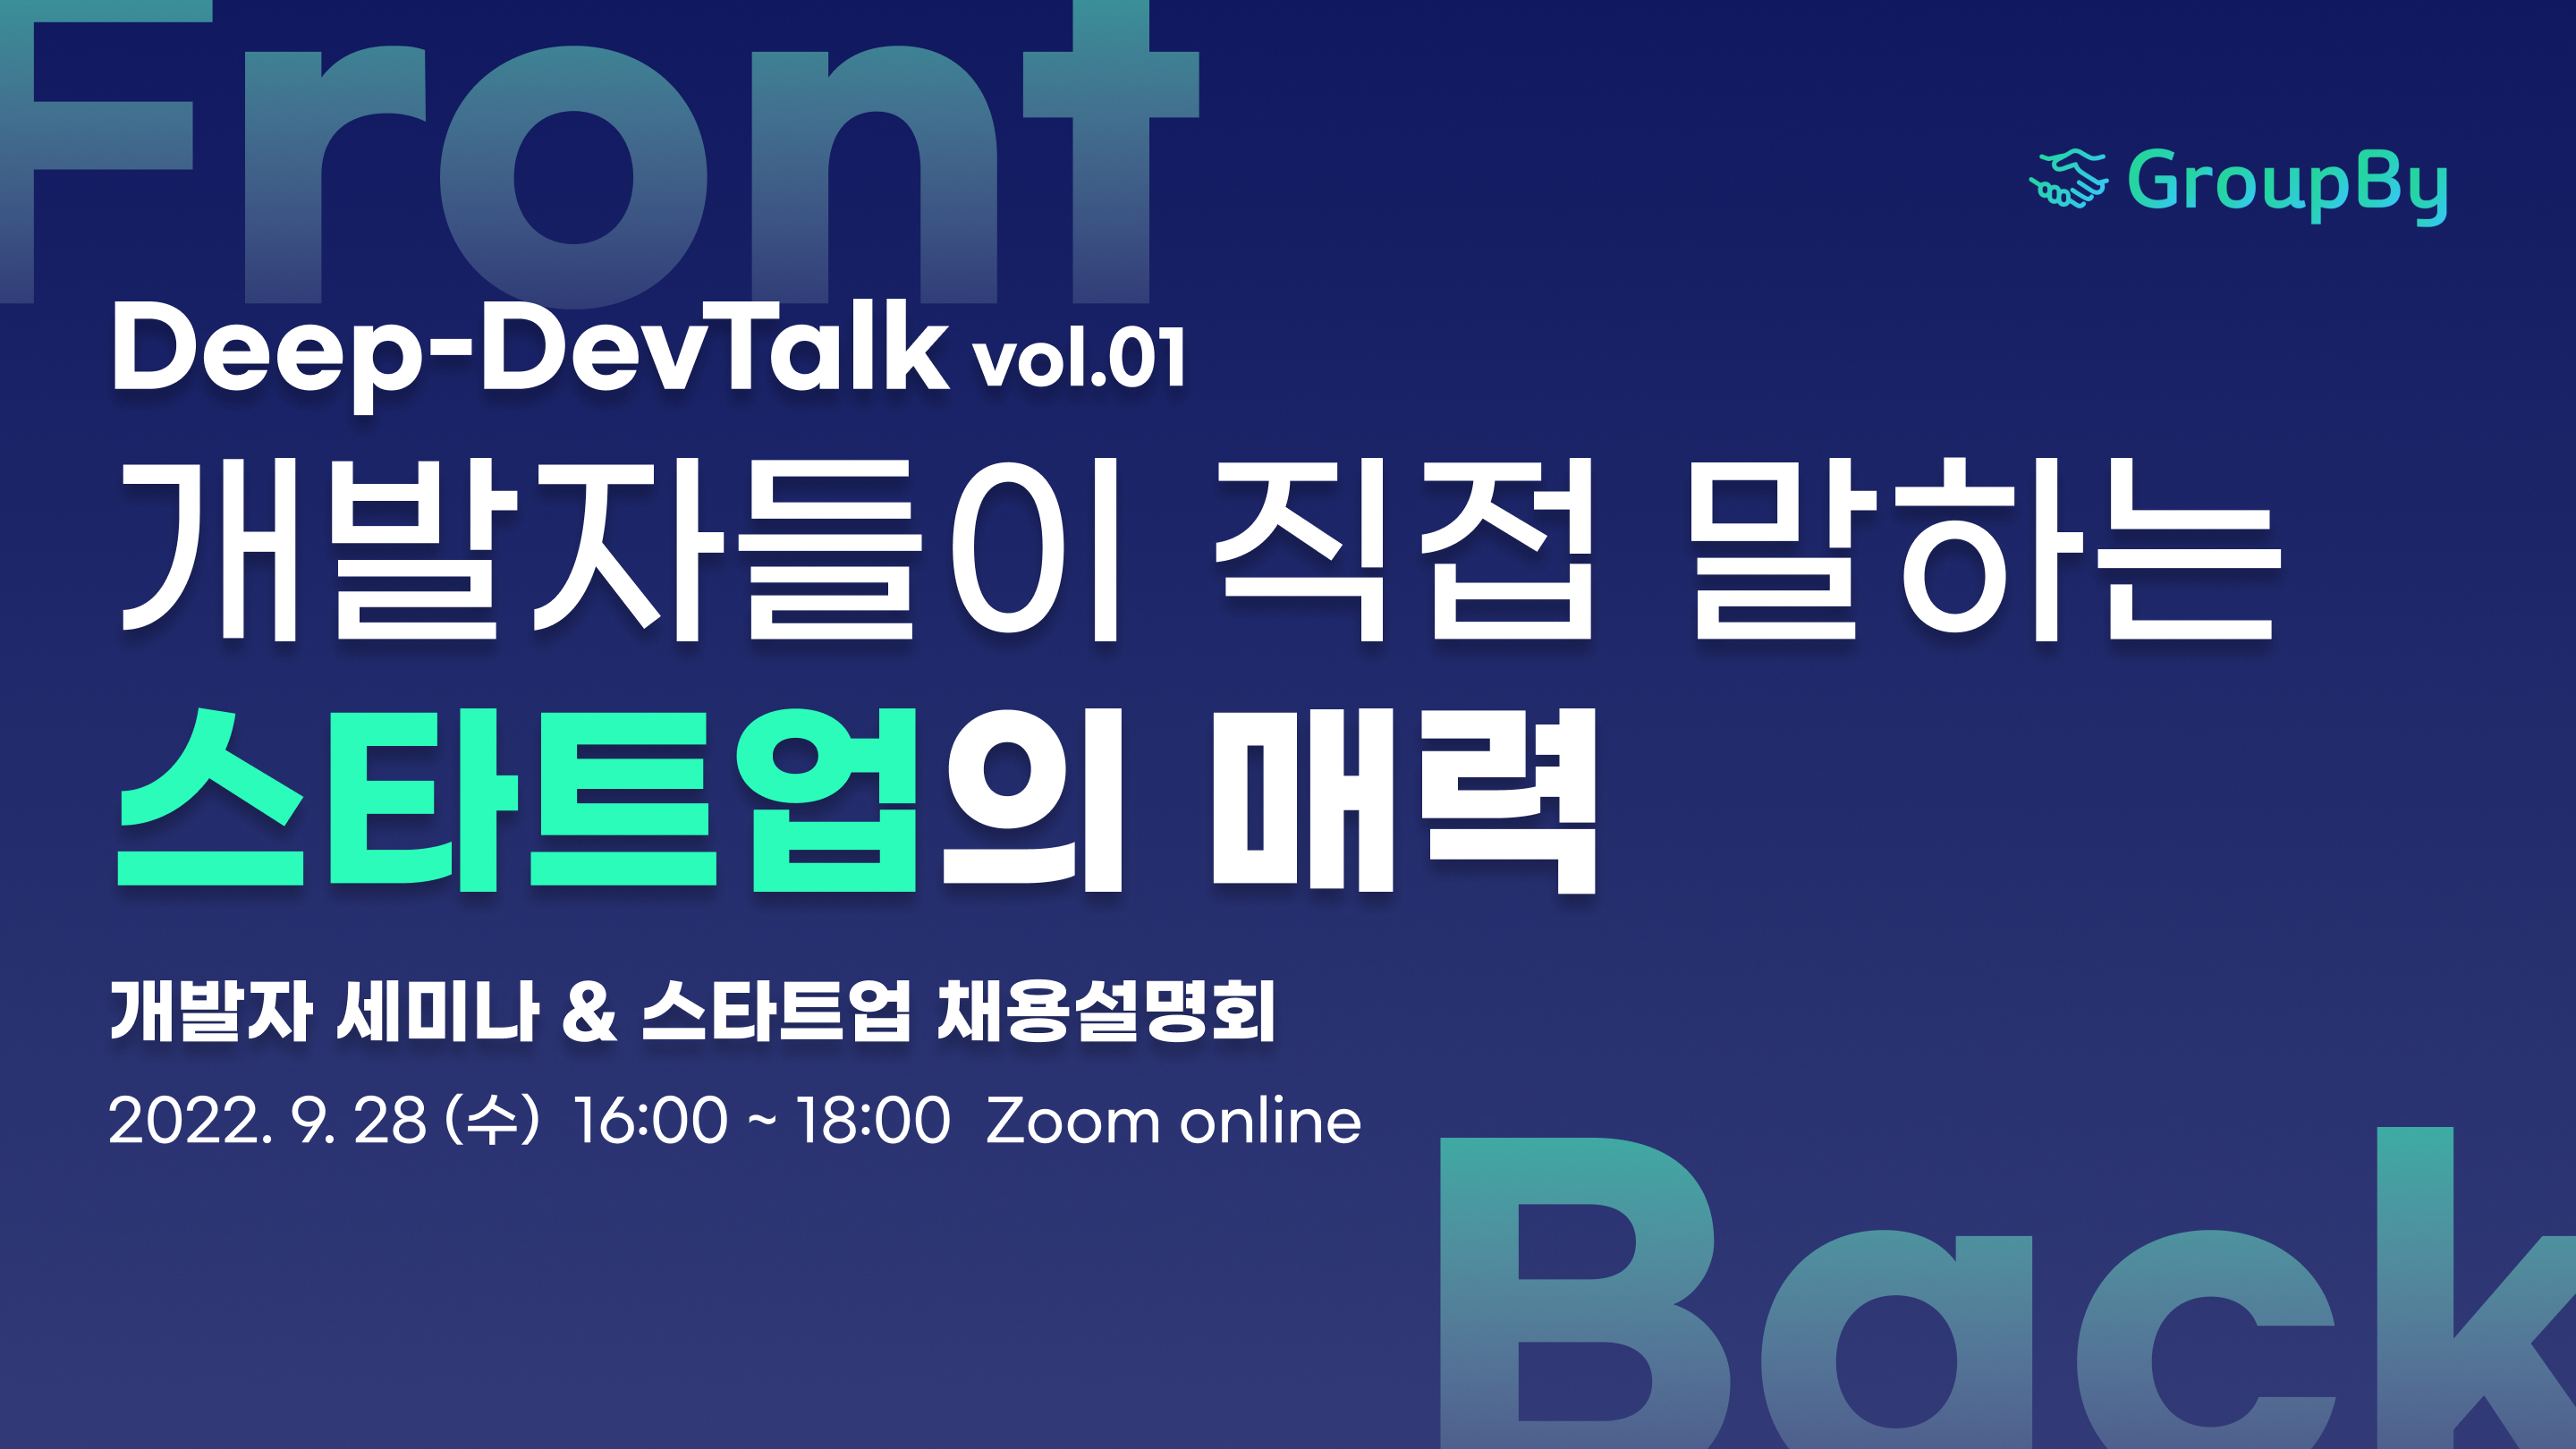 Front
GroupBy
Deep-DevTalk vol.01
개발자들이 직접 말하는
스타트업의 매력
개발자 세미나 & 스타트업 채용설명회
2022. 9. 28 (수) 16:00 ~ 18:00 Zoom online
Back